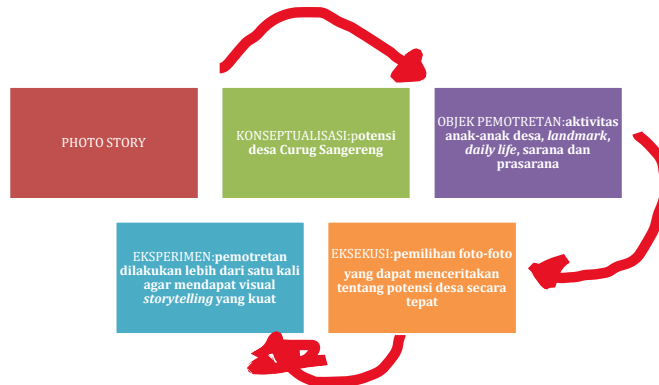 PHOTO STORY
KONSEPTUALISASI:potensi
desa Curug Sangereng
OBJEK PEMOTRETAN:aktivitas
anak-anak desa, landmark,
daily life, sarana dan
prasarana
EKSPERIMEN:pemotretan
dilakukan lebih dari satu kali
agar mendapat visual
storytelling yang kuat
EKSEKUSI:pemilihan foto-foto
yang dapat menceritakan
tentang potensi desa secara
tepat